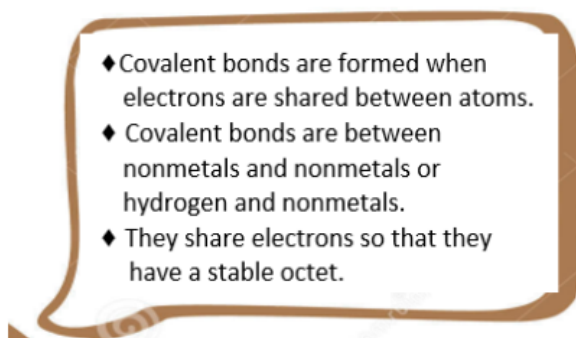 ♦Covalent bonds are formed when
electrons are shared between atoms.
♦ Covalent bonds are between
nonmetals and nonmetals or
hydrogen and nonmetals.
♦ They share electrons so that they
have a stable octet.